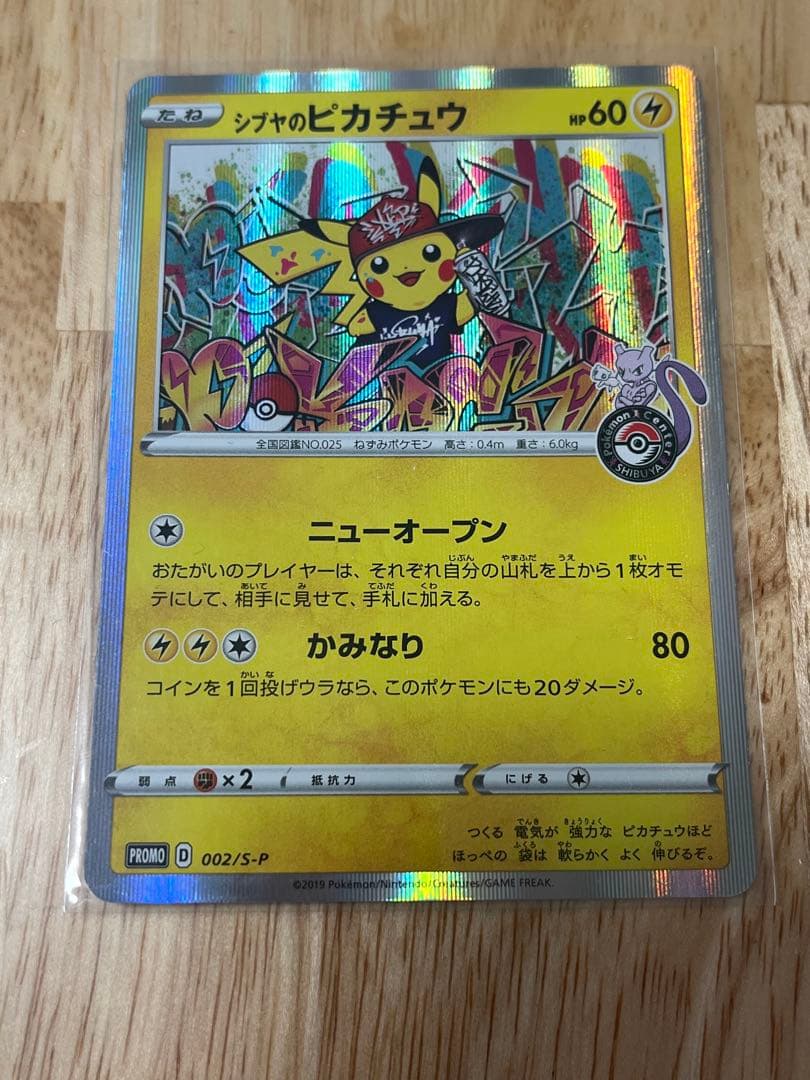 たね シブヤのピカチュウ HP60
全国図鑑NO.025 ねずみポケモン 高さ：0.4m 重さ：6.0kg
Pokémon Center
SHIBUYA
ニューオープン
おたがいのプレイヤーは、それぞれ自分の山札を上から1枚オモ
テにして、相手に見せて、手札に加える。
かみなり 80
コインを1回投げウラなら、このポケモンにも20ダメージ。
弱点 ×2 抵抗力 にげる
つくる 電気が 強力な ピカチュウほど
ほっぺの 袋は 軟らかく よく 伸びるぞ。
PROMO D 002/S-P
©2019 Pokémon/Nintendo/Creatures/GAME FREAK.